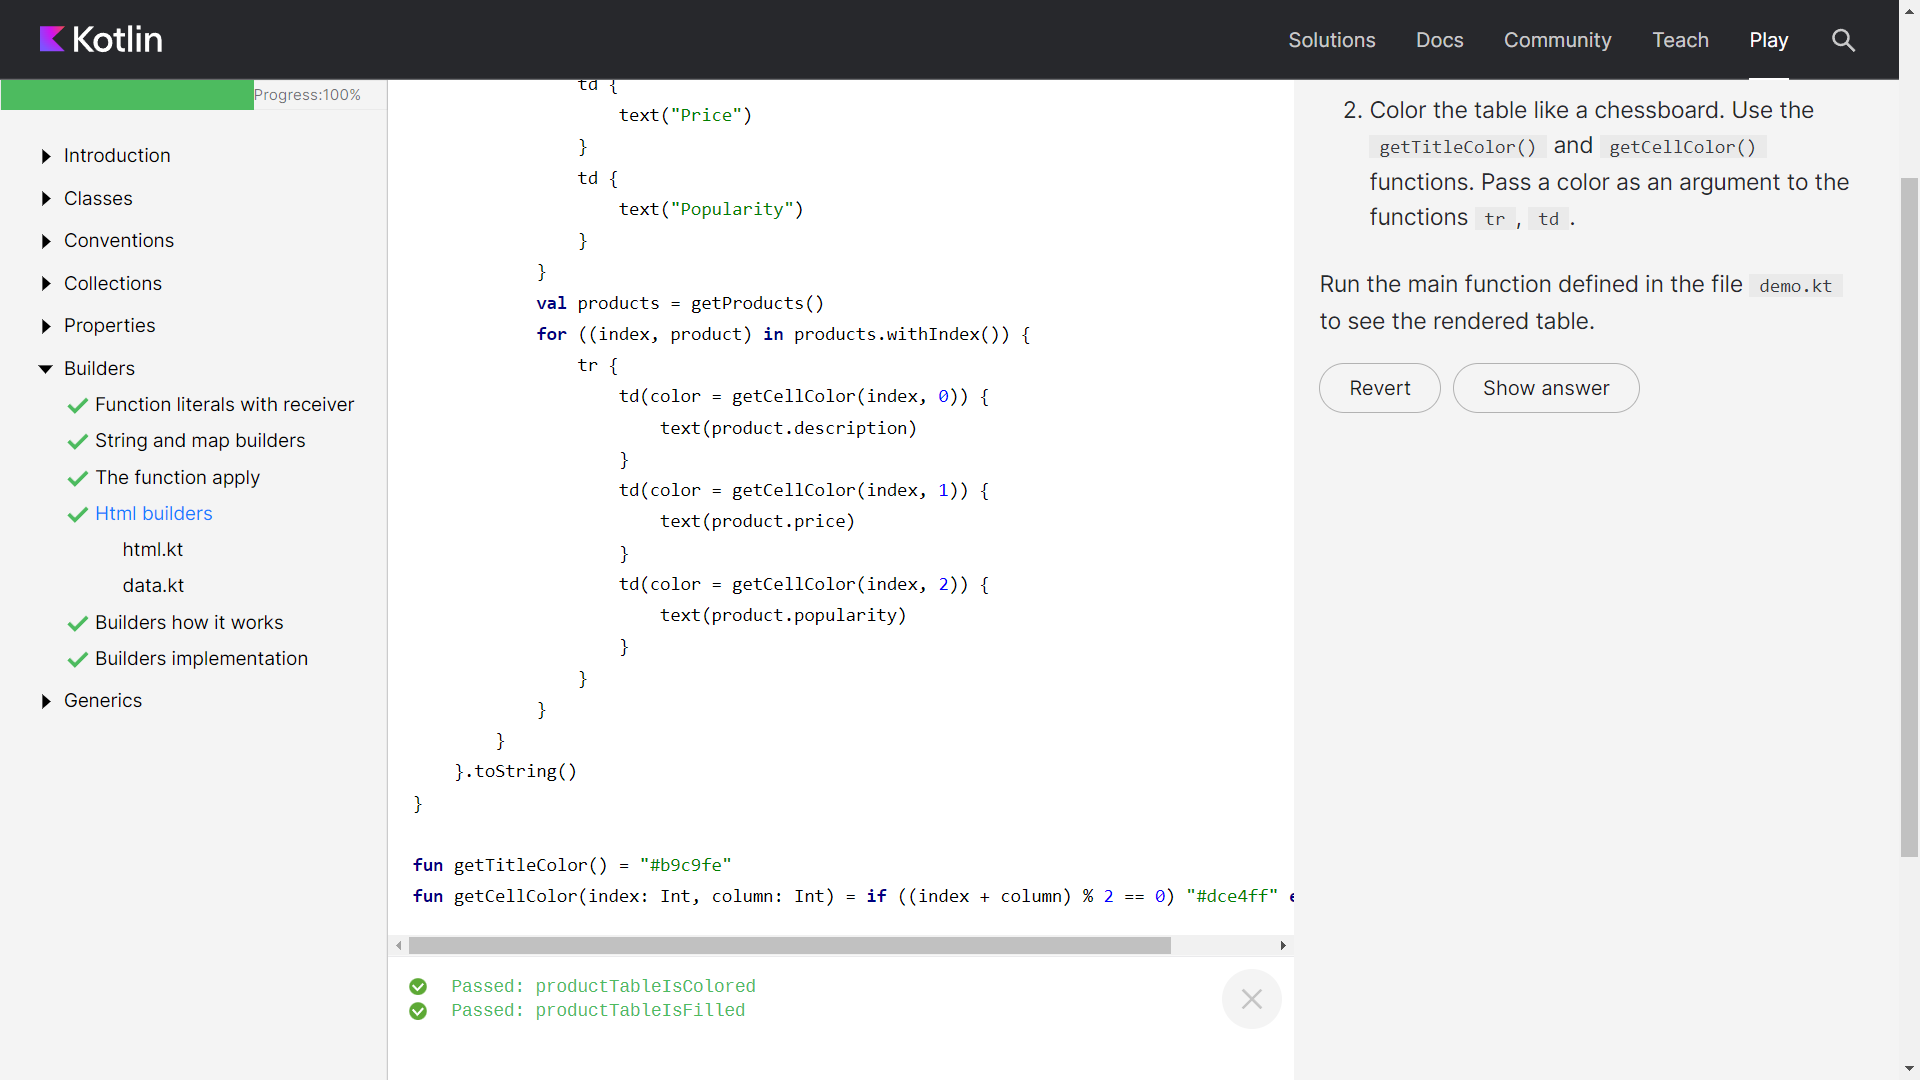 Kotlin
Solutions
Docs
Community
Teach
Play
Progress:100%
Introduction
Classes
Conventions
Collections
Properties
Builders
Function literals with receiver
String and map builders
The function apply
Html builders
html.kt
data.kt
Builders how it works
Builders implementation
Generics
td {
text("Price")
}
td {
text("Popularity")
}
}
val products = getProducts()
for ((index, product) in products.withIndex()) {
tr {
td(color = getCellColor(index, 0)) {
text(product.description)
}
td(color = getCellColor(index, 1)) {
text(product.price)
}
td(color = getCellColor(index, 2)) {
text(product.popularity)
}
}
}
}
}.toString()
}
fun getTitleColor() = "#b9c9fe"
fun getCellColor(index: Int, column: Int) = if ((index + column) % 2 == 0) "#dce4ff"
Passed: productTableIsColored
Passed: productTableIsFilled
2. Color the table like a chessboard. Use the
getTitleColor() and getCellColor()
functions. Pass a color as an argument to the
functions tr , td .
Run the main function defined in the file demo.kt
to see the rendered table.
Revert
Show answer